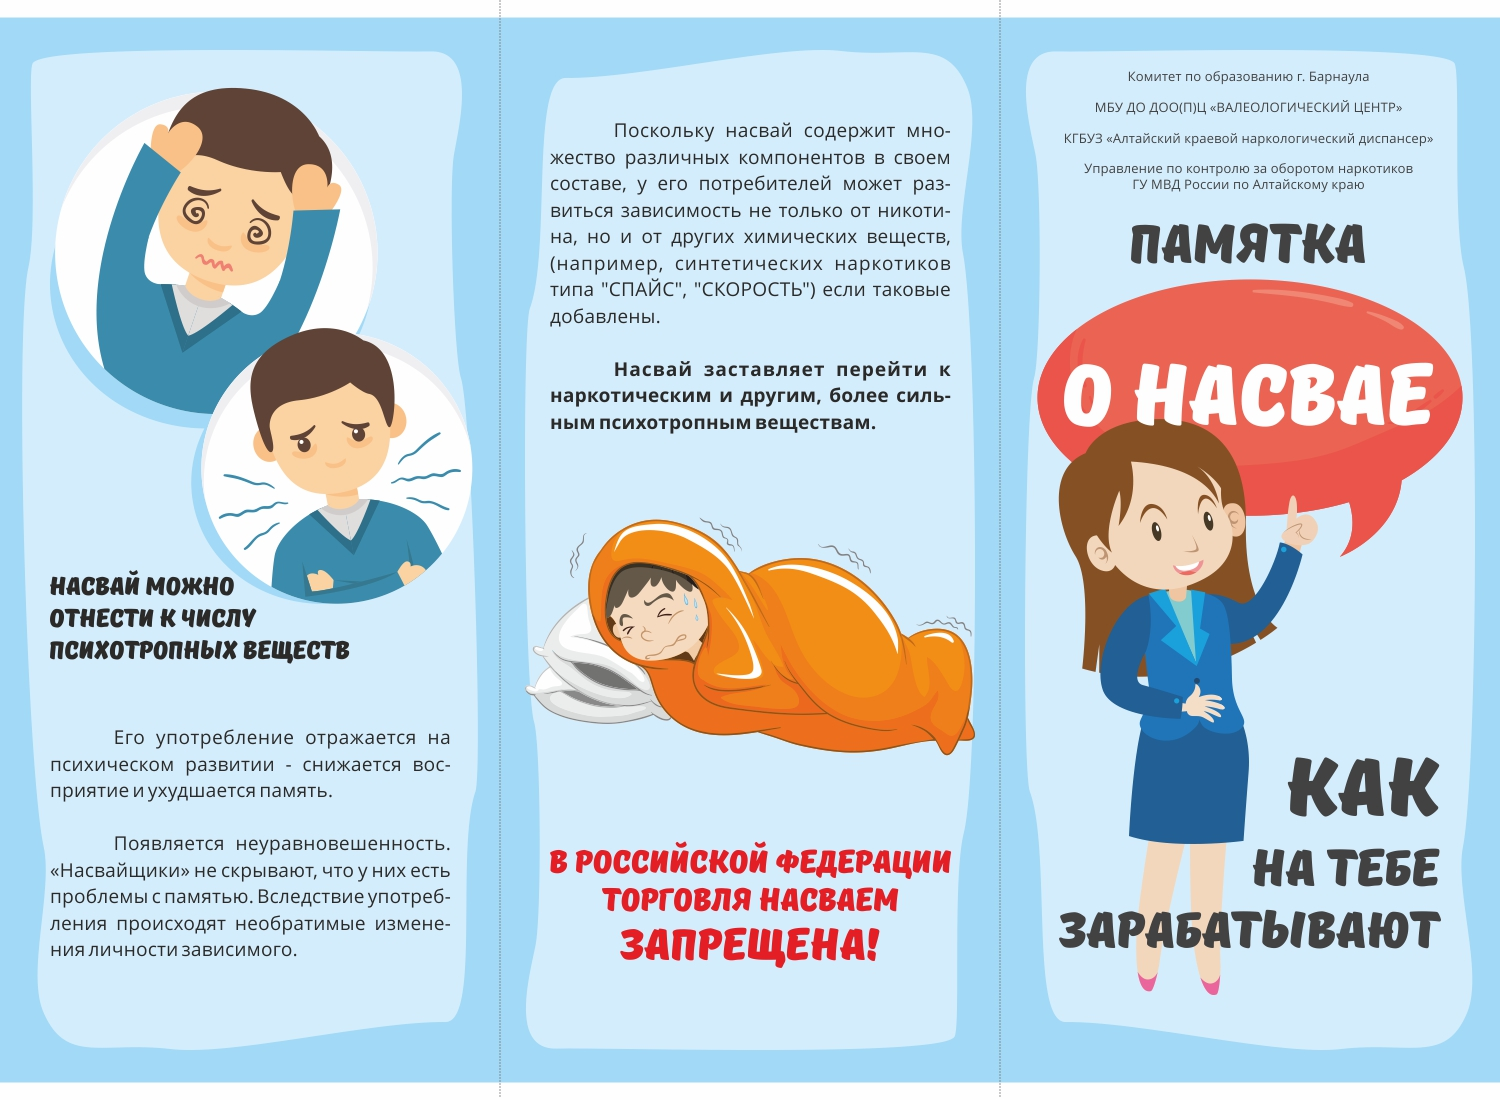 НАСВАЙ МОЖНО
ОТНЕСТИ К ЧИСЛУ
ПСИХОТРОПНЫХ ВЕЩЕСТВ
Его употребление отражается на
психическом развитии - снижается вос-
приятие и ухудшается память.
Появляется неуравновешенность.
«Насвайщики» не скрывают, что у них есть
проблемы с памятью. Вследствие употреб-
ления происходят необратимые измене-
ния личности зависимого.
Поскольку насвай содержит мно-
жество различных компонентов в своем
составе, у его потребителей может раз-
виться зависимость не только от никоти-
на, но и от других химических веществ,
(например, синтетических наркотиков
типа "СПАЙС", "СКОРОСТЬ") если таковые
добавлены.
Насвай заставляет перейти к
наркотическим и другим, более силь-
ным психотропным веществам.
В РОССИЙСКОЙ ФЕДЕРАЦИИ
ТОРГОВЛЯ НАСВАЕМ
ЗАПРЕЩЕНА!
Комитет по образованию г. Барнаула
МБУ ДО ДОО(П)Ц «ВАЛЕОЛОГИЧЕСКИЙ ЦЕНТР»
КГБУЗ «Алтайский краевой наркологический диспансер»
Управление по контролю за оборотом наркотиков
ГУ МВД России по Алтайскому краю
ПАМЯТКА
О НАСВАЕ
КАК
НА ТЕБЕ
ЗАРАБАТЫВАЮТ